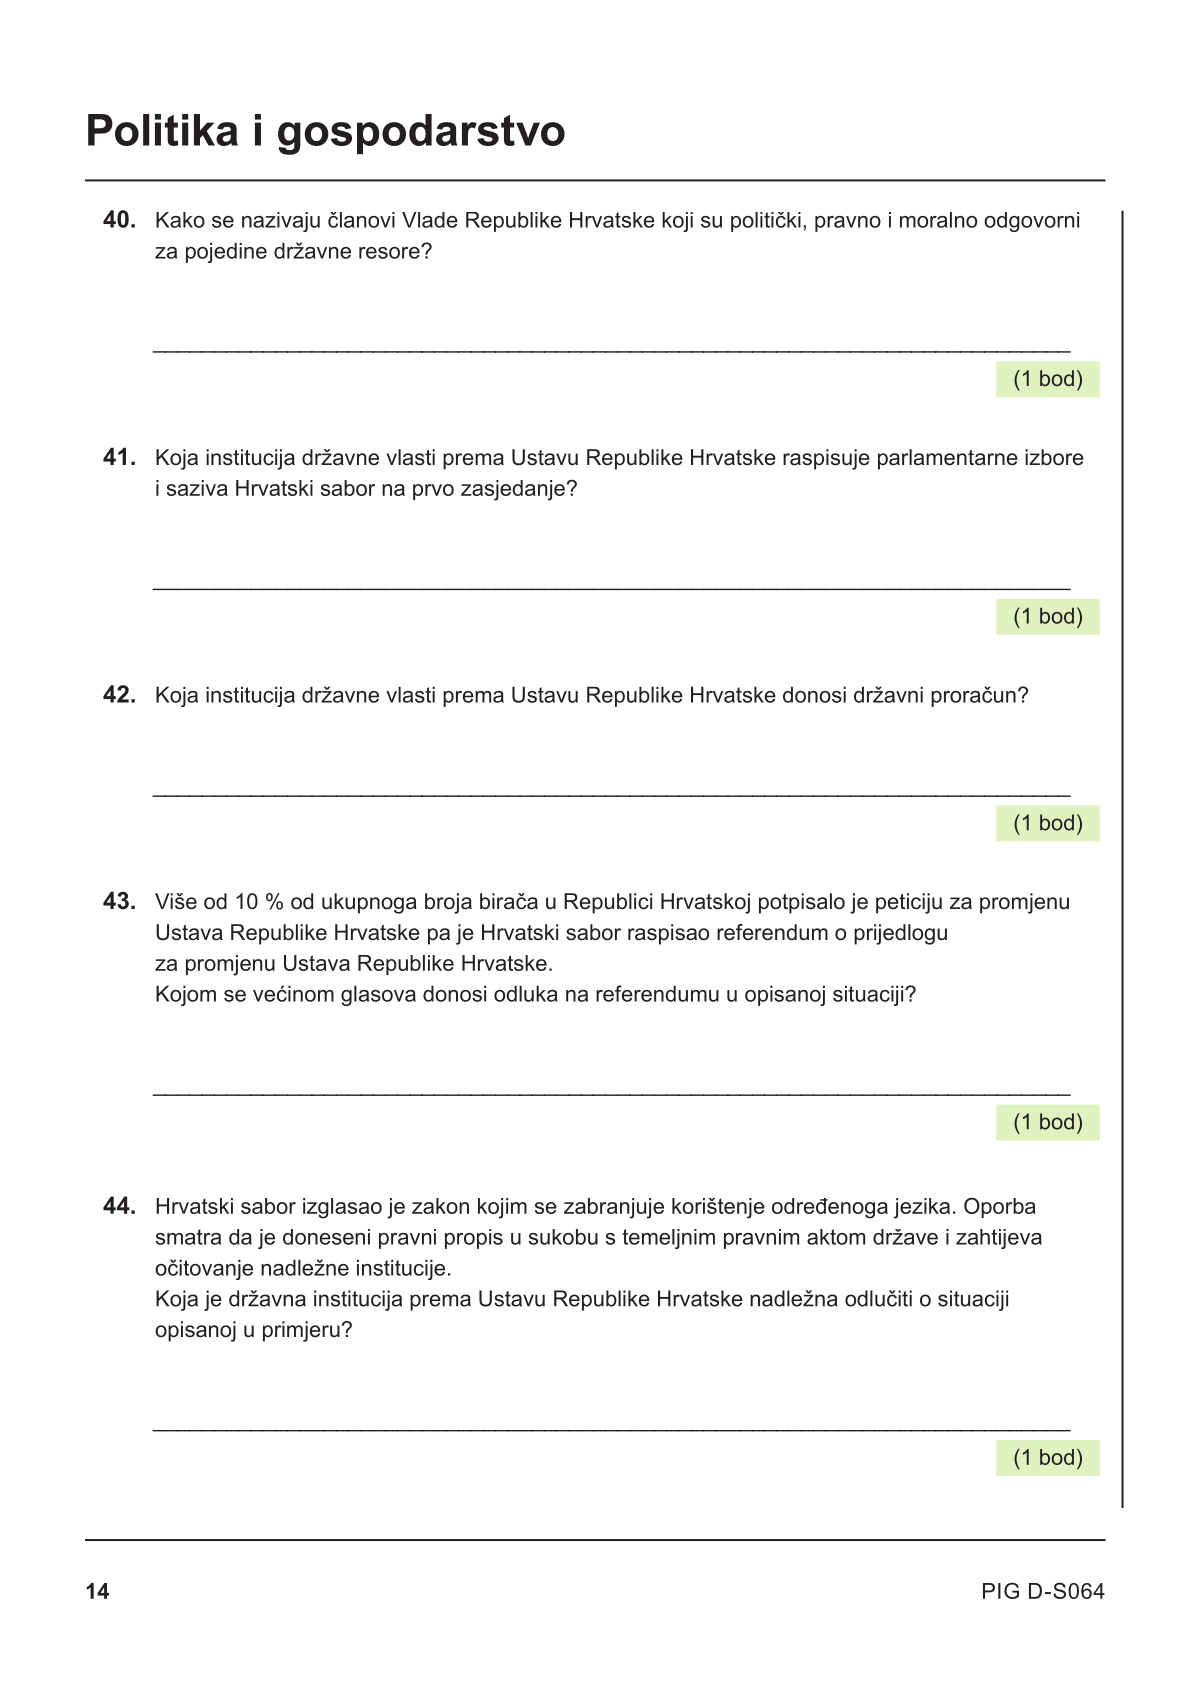 Politika i gospodarstvo
40. Kako se nazivaju članovi Vlade Republike Hrvatske koji su politički, pravno i moralno odgovorni
za pojedine državne resore?
(1 bod)
41. Koja institucija državne vlasti prema Ustavu Republike Hrvatske raspisuje parlamentarne izbore
i saziva Hrvatski sabor na prvo zasjedanje?
(1 bod)
42. Koja institucija državne vlasti prema Ustavu Republike Hrvatske donosi državni proračun?
(1 bod)
43. Više od 10 % od ukupnoga broja birača u Republici Hrvatskoj potpisalo je peticiju za promjenu
Ustava Republike Hrvatske pa je Hrvatski sabor raspisao referendum o prijedlogu
za promjenu Ustava Republike Hrvatske.
Kojom se većinom glasova donosi odluka na referendumu u opisanoj situaciji?
(1 bod)
44. Hrvatski sabor izglasao je zakon kojim se zabranjuje korištenje određenoga jezika. Oporba
smatra da je doneseni pravni propis u sukobu s temeljnim pravnim aktom države i zahtijeva
očitovanje nadležne institucije.
Koja je državna institucija prema Ustavu Republike Hrvatske nadležna odlučiti o situaciji
opisanoj u primjeru?
(1 bod)
14
PIG D-S064